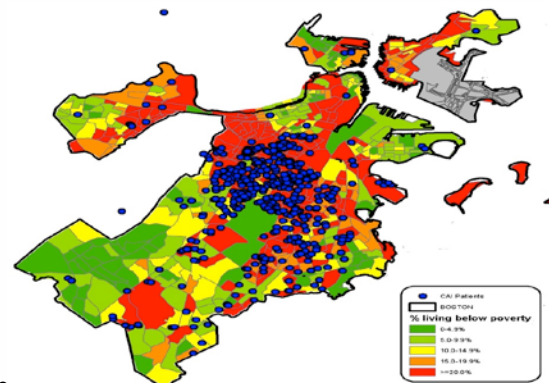 CAI Patients
BOSTON
% living below poverty
0-4.9%
5.0-9.9%
10.0-14.9%
15.0-19.9%
>=20.0%